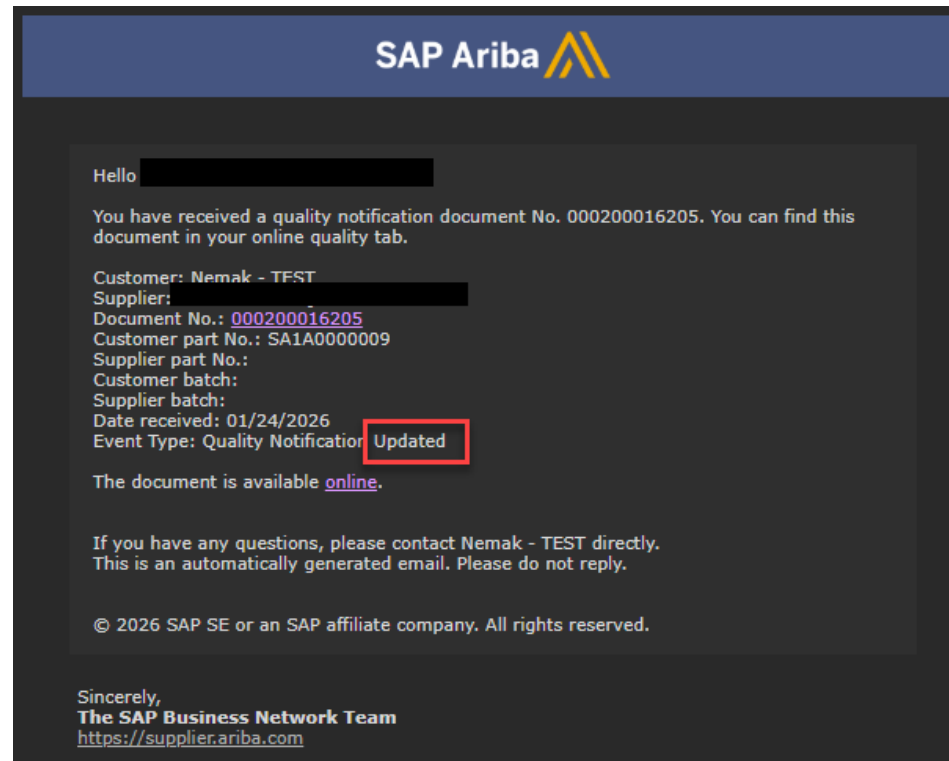 SAP Ariba
Hello
You have received a quality notification document No. 000200016205. You can find this
document in your online quality tab.
Customer: Nemak - TEST
Supplier:
Document No.: 000200016205
Customer part No.: SA1A0000009
Supplier part No.:
Customer batch:
Supplier batch:
Date received: 01/24/2026
Event Type: Quality Notification Updated
The document is available online.
If you have any questions, please contact Nemak - TEST directly.
This is an automatically generated email. Please do not reply.
© 2026 SAP SE or an SAP affiliate company. All rights reserved.
Sincerely,
The SAP Business Network Team
https://supplier.ariba.com